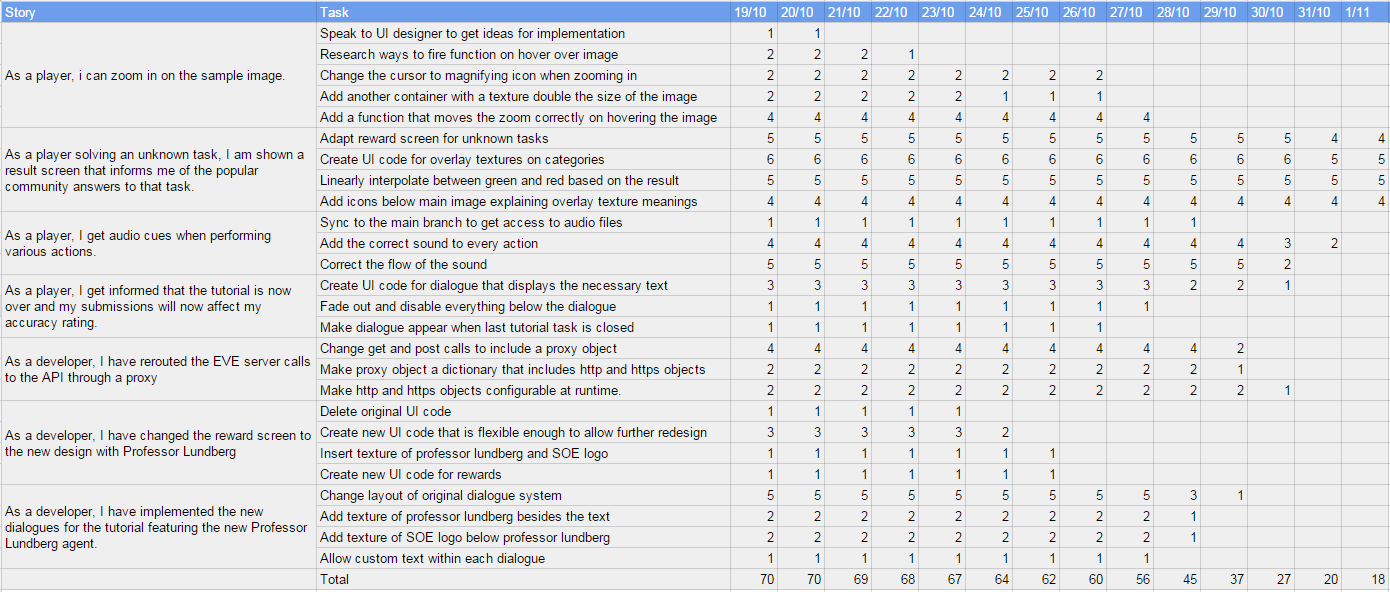 Story Task 19/10 20/10 21/10 22/10 23/10 24/10 25/10 26/10 27/10 28/10 29/10 30/10 31/10 1/11
As a player, i can zoom in on the sample image.
Speak to UI designer to get ideas for implementation 1 1
Research ways to fire function on hover over image 2 2 2 1
Change the cursor to magnifying icon when zooming in 2 2 2 2 2 2 2 2
Add another container with a texture double the size of the image 2 2 2 2 2 1 1 1
Add a function that moves the zoom correctly on hovering the image 4 4 4 4 4 4 4 4 4
As a player solving an unknown task, I am shown a
result screen that informs me of the popular
community answers to that task.
Adapt reward screen for unknown tasks 5 5 5 5 5 5 5 5 5 5 5 5 4 4
Create UI code for overlay textures on categories 6 6 6 6 6 6 6 6 6 6 6 6 5 5
Linearly interpolate between green and red based on the result 5 5 5 5 5 5 5 5 5 5 5 5 5 5
Add icons below main image explaining overlay texture meanings 4 4 4 4 4 4 4 4 4 4 4 4 4 4
As a player, I get audio cues when performing
various actions.
Sync to the main branch to get access to audio files 1 1 1 1 1 1 1 1 1 1
Add the correct sound to every action 4 4 4 4 4 4 4 4 4 4 4 3 2
Correct the flow of the sound 5 5 5 5 5 5 5 5 5 5 5 2
As a player, I get informed that the tutorial is now
over and my submissions will now affect my
accuracy rating.
Create UI code for dialogue that displays the necessary text 3 3 3 3 3 3 3 3 3 2 2 1
Fade out and disable everything below the dialogue 1 1 1 1 1 1 1 1 1
Make dialogue appear when last tutorial task is closed 1 1 1 1 1 1 1 1
As a developer, I have rerouted the EVE server calls
to the API through a proxy
Change get and post calls to include a proxy object 4 4 4 4 4 4 4 4 4 4 2
Make proxy object a dictionary that includes http and https objects 2 2 2 2 2 2 2 2 2 2 1
Make http and https objects configurable at runtime. 2 2 2 2 2 2 2 2 2 2 2 1
As a developer, I have changed the reward screen to
the new design with Professor Lundberg
Delete original UI code 1 1 1 1 1
Create new UI code that is flexible enough to allow further redesign 3 3 3 3 3 2
Insert texture of professor lundberg and SOE logo 1 1 1 1 1 1 1
Create new UI code for rewards 1 1 1 1 1 1 1
As a developer, I have implemented the new
dialogues for the tutorial featuring the new Professor
Lundberg agent.
Change layout of original dialogue system 5 5 5 5 5 5 5 5 5 3 1
Add texture of professor lundberg besides the text 2 2 2 2 2 2 2 2 2 1
Add texture of SOE logo below professor lundberg 2 2 2 2 2 2 2 2 2 1
Allow custom text within each dialogue 1 1 1 1 1 1 1 1 1
Total 70 70 69 68 67 64 62 60 56 45 37 27 20 18